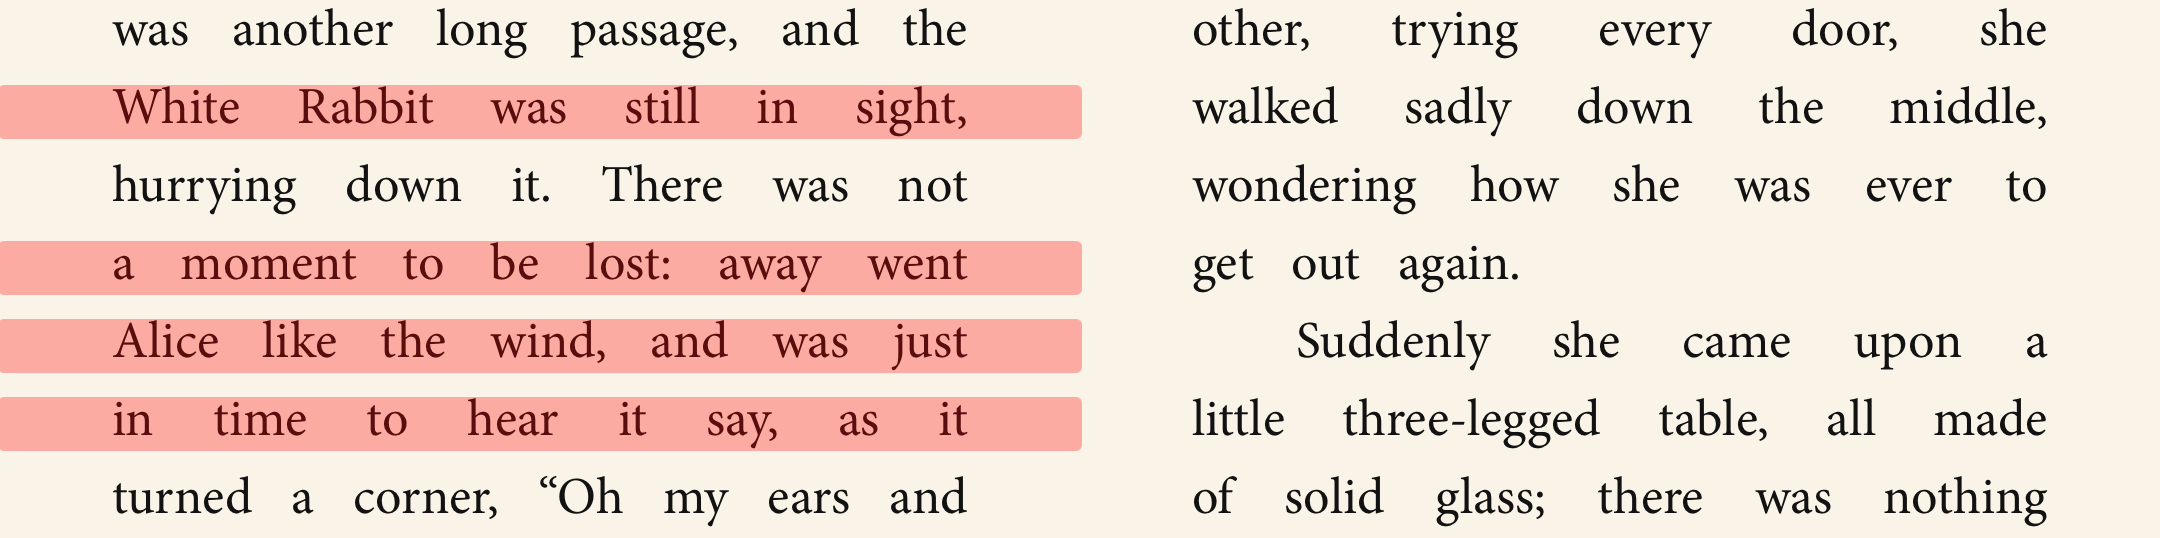 was another long passage, and the
White Rabbit was still in sight,
hurrying down it. There was not
a moment to be lost: away went
Alice like the wind, and was just
in time to hear it say, as it
turned a corner, “Oh my ears and
other, trying every door, she
walked sadly down the middle,
wondering how she was ever to
get out again.
Suddenly she came upon a
little three-legged table, all made
of solid glass; there was nothing